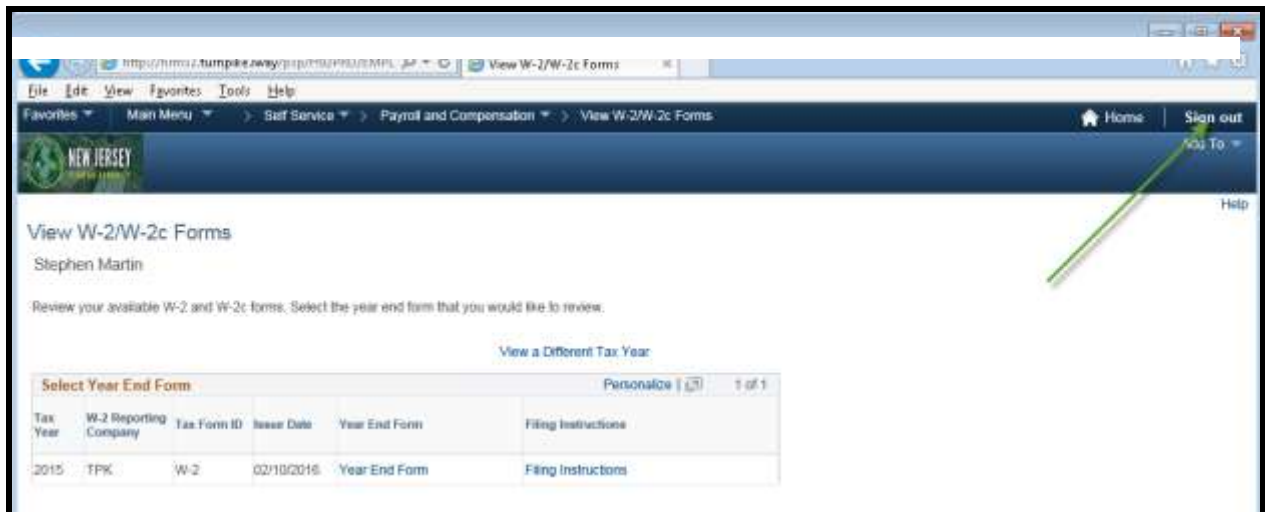 View W-2/W-2c Forms
File Edit View Favorites Tools Help
Favorites Main Menu > Self Service > Payroll and Compensation > View W-2/W-2c Forms Home Sign out
NEW JERSEY
Help
View W-2/W-2c Forms
Stephen Martin
Review your available W-2 and W-2c forms. Select the year end form that you would like to review.
View a Different Tax Year
Select Year End Form Personalize | 1 of 1
Tax Year W-2 Reporting Company Tax Form ID Issue Date Year End Form Filing Instructions
2015 TPK W-2 02/10/2016 Year End Form Filing Instructions